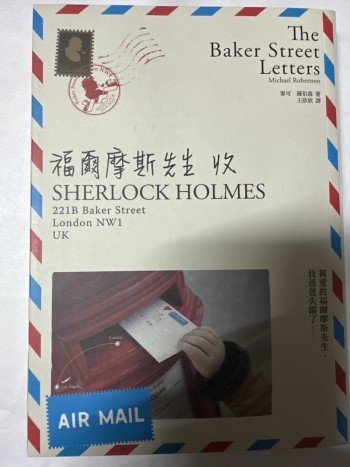 The
Baker Street
Letters
Michael Robertson
麥可・羅伯森 著
王欣欣 譯
福爾摩斯先生 收
SHERLOCK HOLMES
221B Baker Street
London NW1
UK
親愛的福爾摩斯先生,
我爸爸失蹤了——
London
AIR MAIL